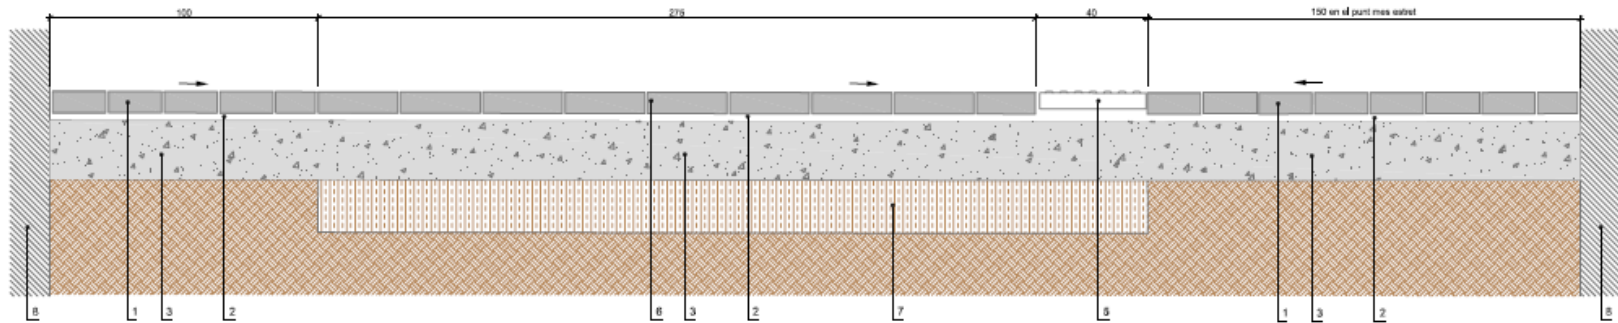 100 275 40 150 en el punt mes estret
8 1 3 2 6 3 2 7 5 1 3 2 8